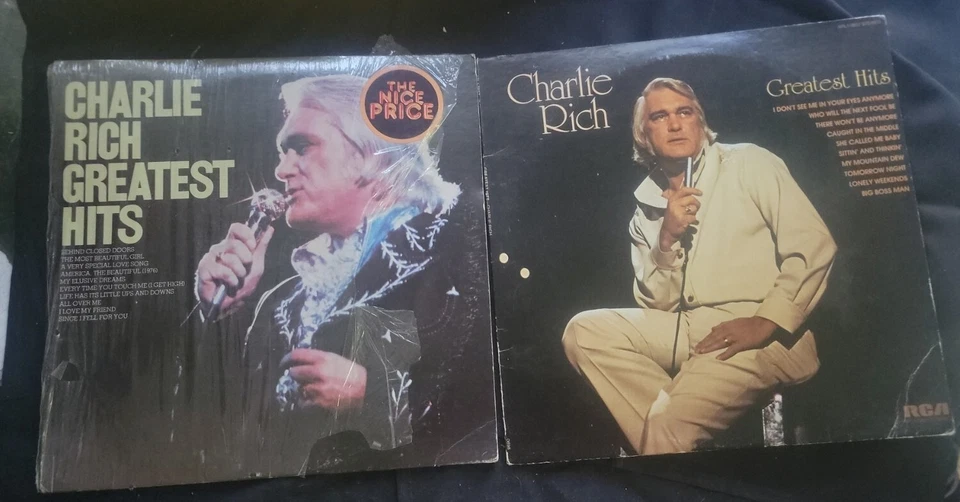 CHARLIE
RICH
GREATEST
HITS
THE
NICE
PRICE
BEHIND CLOSED DOORS
THE MOST BEAUTIFUL GIRL
A VERY SPECIAL LOVE SONG
AMERICA, THE BEAUTIFUL (1976)
MY ELUSIVE DREAMS
EVERY TIME YOU TOUCH ME (I GET HIGH)
LIFE HAS ITS LITTLE UPS AND DOWNS
ALL OVER ME
I LOVE MY FRIEND
SINCE I FELL FOR YOU
Charlie
Rich
Greatest Hits
I DON'T SEE ME IN YOUR EYES ANYMORE
WHO WILL THE NEXT FOOL BE
THERE WON'T BE ANYMORE
CAUGHT IN THE MIDDLE
SHE CALLED ME BABY
SITTIN' AND THINKIN'
MY MOUNTAIN DEW
TOMORROW NIGHT
LONELY WEEKENDS
BIG BOSS MAN
RCA